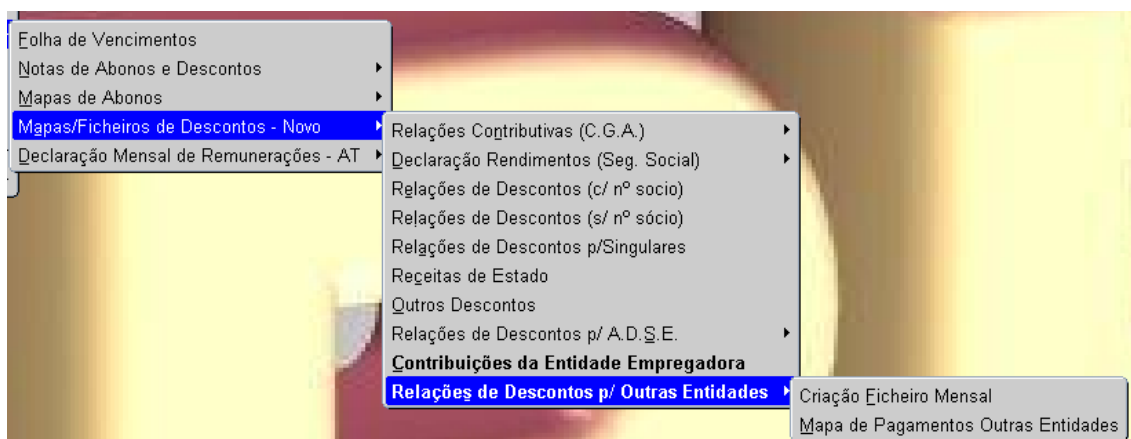 Folha de Vencimentos
Notas de Abonos e Descontos
Mapas de Abonos
Mapas/Ficheiros de Descontos - Novo
Declaração Mensal de Remunerações - AT
Relações Contributivas (C.G.A.)
Declaração Rendimentos (Seg. Social)
Relações de Descontos (c/ nº socio)
Relações de Descontos (s/ nº sócio)
Relações de Descontos p/Singulares
Receitas de Estado
Outros Descontos
Relações de Descontos p/ A.D.S.E.
Contribuições da Entidade Empregadora
Relações de Descontos p/ Outras Entidades
Criação Ficheiro Mensal
Mapa de Pagamentos Outras Entidades